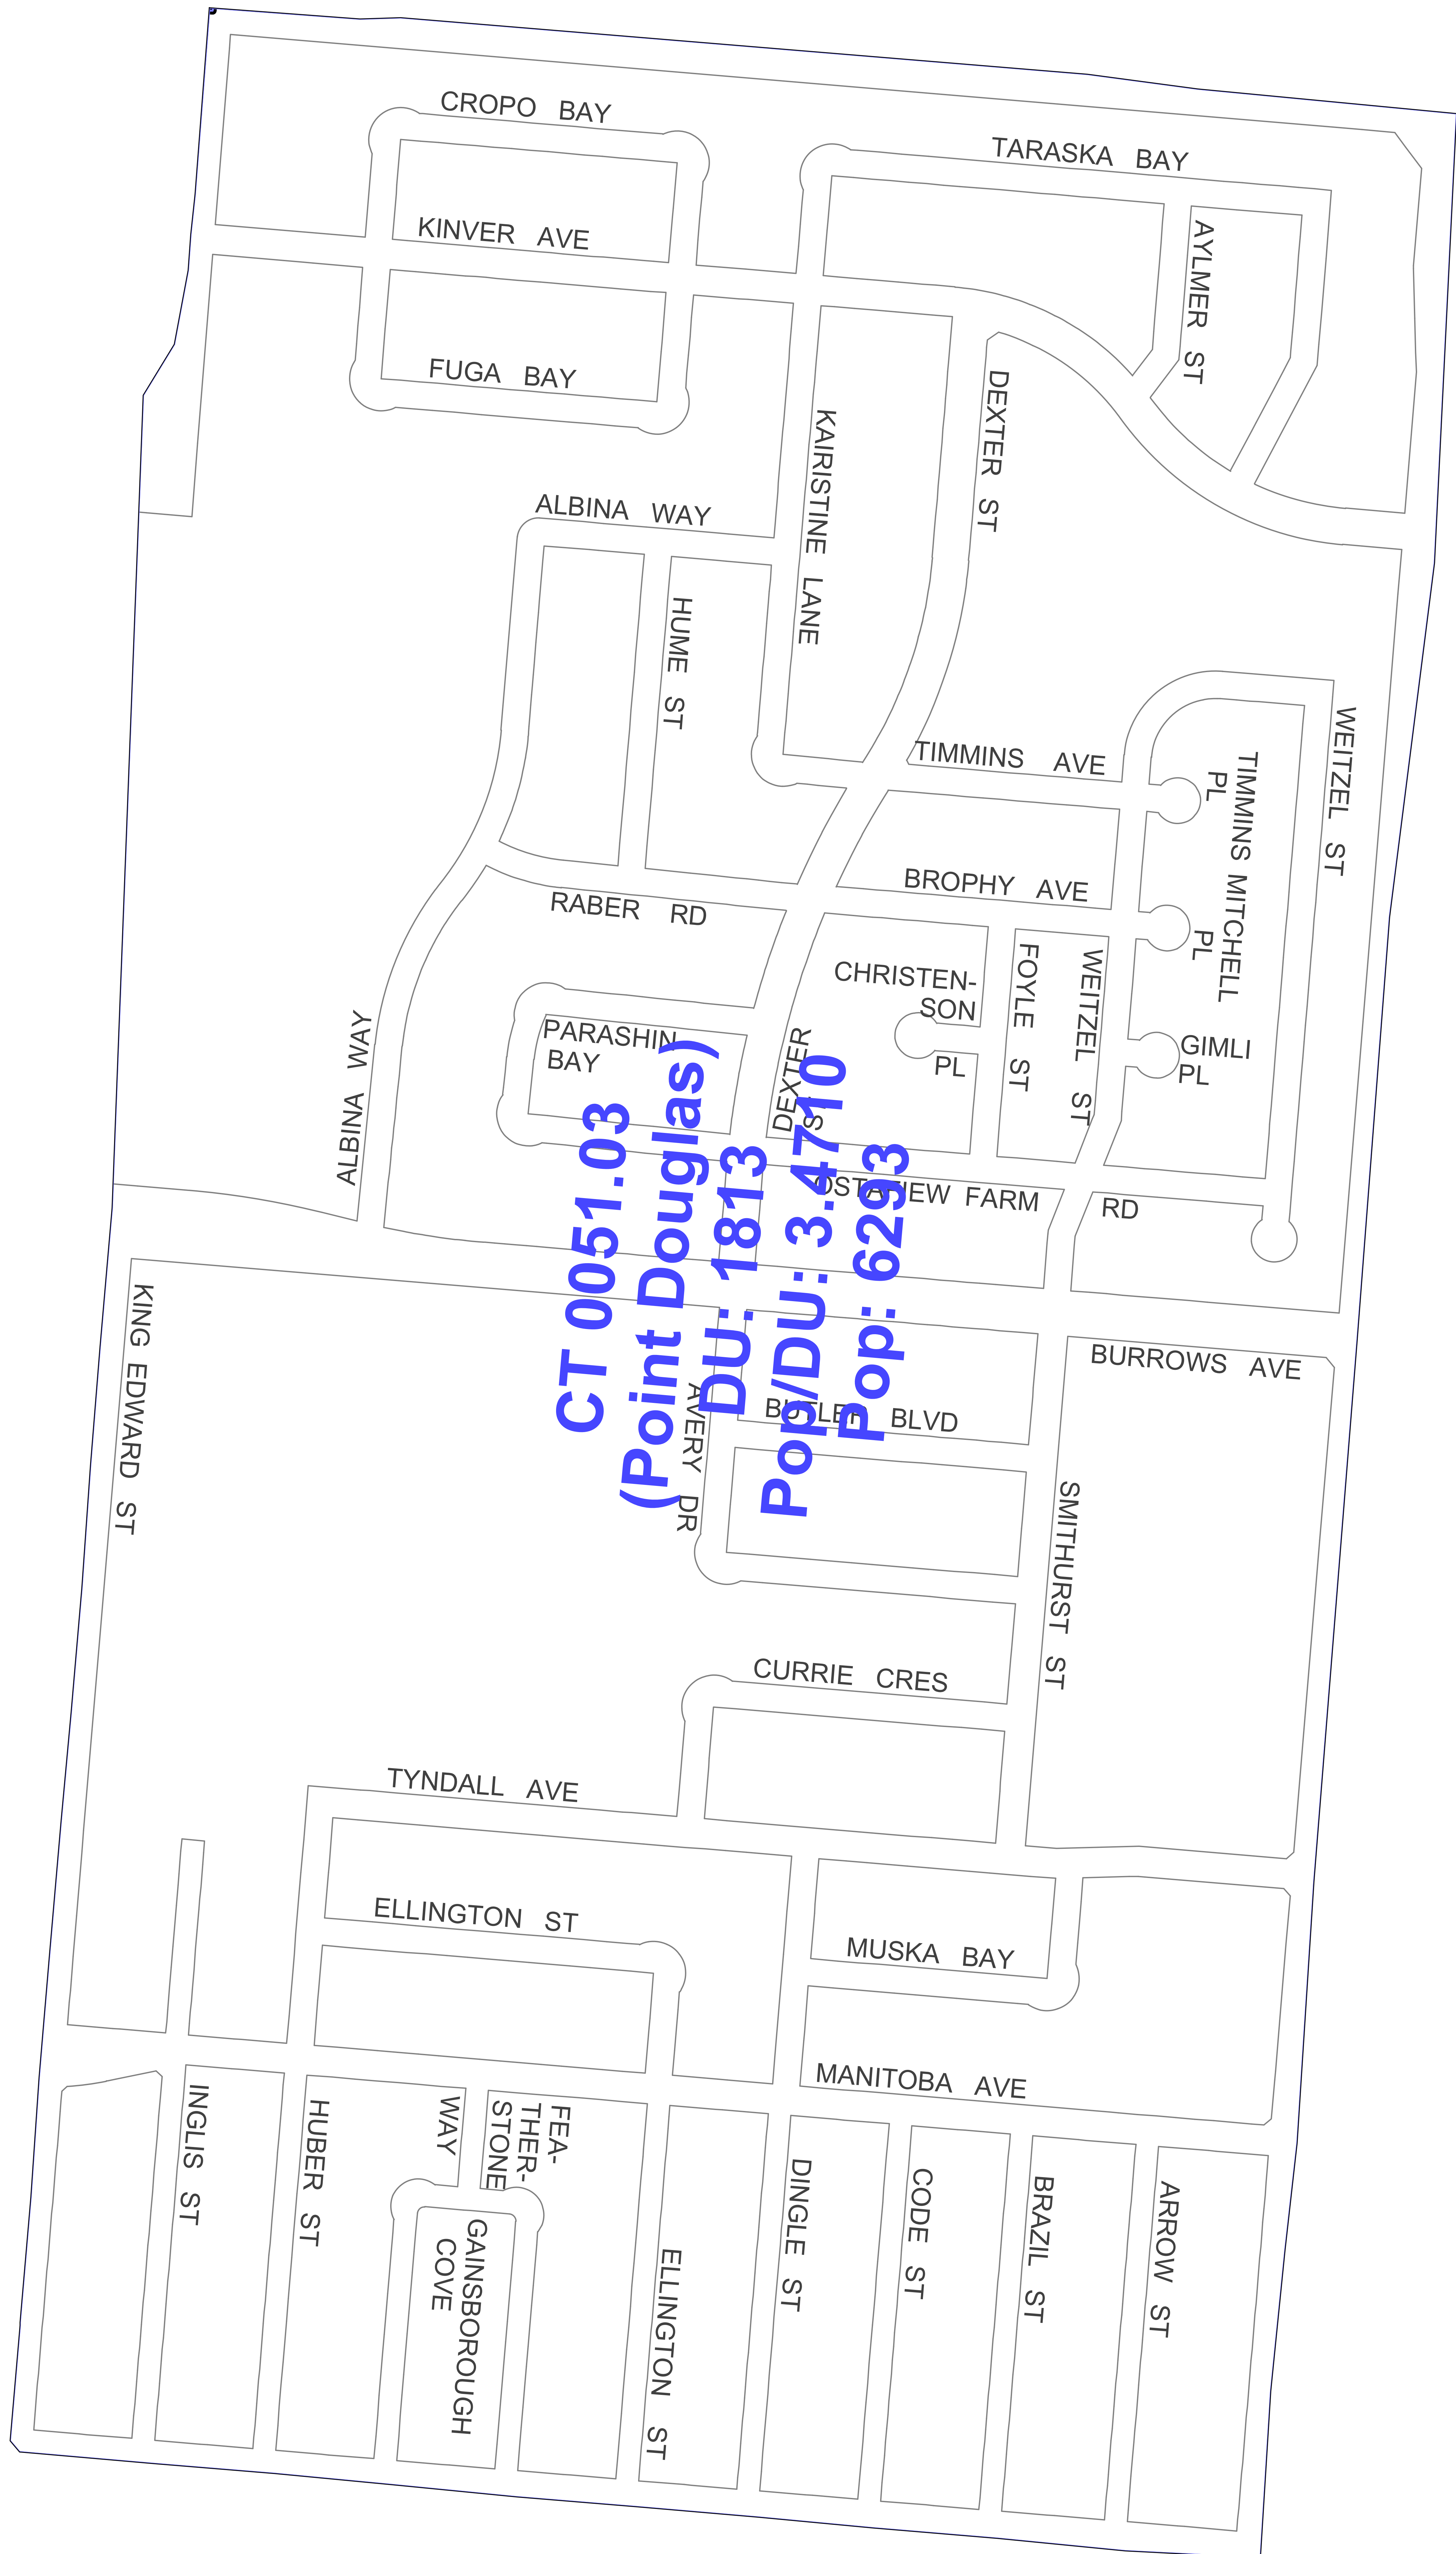 CROPO BAY
TARASKA BAY
KINVER AVE
AYLMER ST
FUGA BAY
DEXTER ST
KAIRISTINE LANE
ALBINA WAY
HUME ST
TIMMINS AVE
WEITZEL ST
TIMMINS
PL
BROPHY AVE
MITCHELL
PL
RABER RD
CHRISTEN-
SON
PL
FOYLE ST
WEITZEL ST
GIMLI
PL
PARASHIN
BAY
DEXTER
ST
ALBINA WAY
OSTAFIEW FARM RD
CT 0051.03
(Point Douglas)
DU: 1813
Pop/DU: 3.4710
Pop: 6293
KING EDWARD ST
BURROWS AVE
AVERY DR
BUTLER BLVD
SMITHURST ST
CURRIE CRES
TYNDALL AVE
ELLINGTON ST
MUSKA BAY
MANITOBA AVE
INGLIS ST
HUBER ST
FEA-
THER-
STONE
WAY
GAINSBOROUGH
COVE
ELLINGTON ST
DINGLE ST
CODE ST
BRAZIL ST
ARROW ST